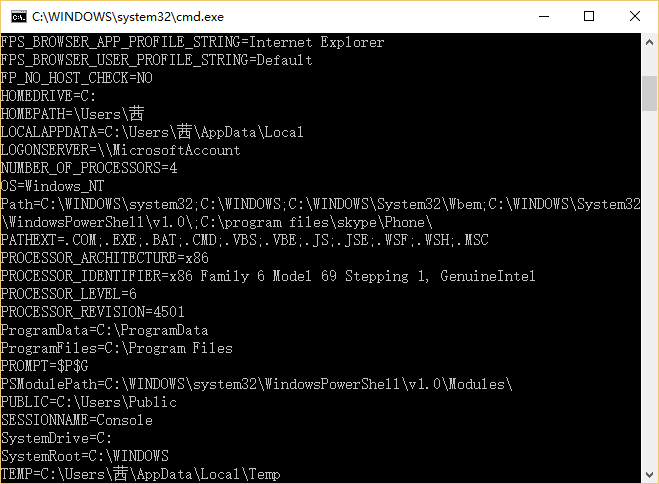 C:\WINDOWS\system32\cmd.exe
FPS_BROWSER_APP_PROFILE_STRING=Internet Explorer
FPS_BROWSER_USER_PROFILE_STRING=Default
FP_NO_HOST_CHECK=NO
HOMEDRIVE=C:
HOMEPATH=\Users\茜
LOCALAPPDATA=C:\Users\茜\AppData\Local
LOGONSERVER=\\MicrosoftAccount
NUMBER_OF_PROCESSORS=4
OS=Windows_NT
Path=C:\WINDOWS\system32;C:\WINDOWS;C:\WINDOWS\System32\Wbem;C:\WINDOWS\System32
\WindowsPowerShell\v1.0\;C:\program files\skype\Phone\
PATHEXT=.COM;.EXE;.BAT;.CMD;.VBS;.VBE;.JS;.JSE;.WSF;.WSH;.MSC
PROCESSOR_ARCHITECTURE=x86
PROCESSOR_IDENTIFIER=x86 Family 6 Model 69 Stepping 1, GenuineIntel
PROCESSOR_LEVEL=6
PROCESSOR_REVISION=4501
ProgramData=C:\ProgramData
ProgramFiles=C:\Program Files
PROMPT=$P$G
PSModulePath=C:\WINDOWS\system32\WindowsPowerShell\v1.0\Modules\
PUBLIC=C:\Users\Public
SESSIONNAME=Console
SystemDrive=C:
SystemRoot=C:\WINDOWS
TEMP=C:\Users\茜\AppData\Local\Temp